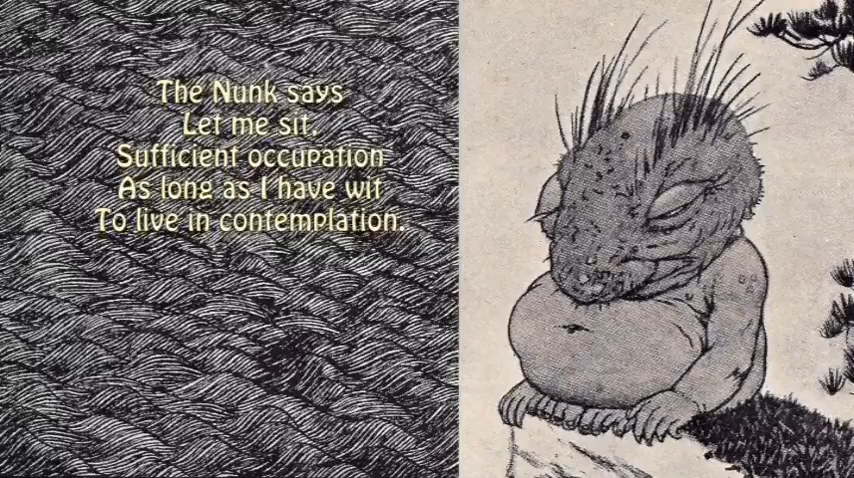 The Nunk says
Let me sit.
Sufficient occupation
As long as I have wit
To live in contemplation.